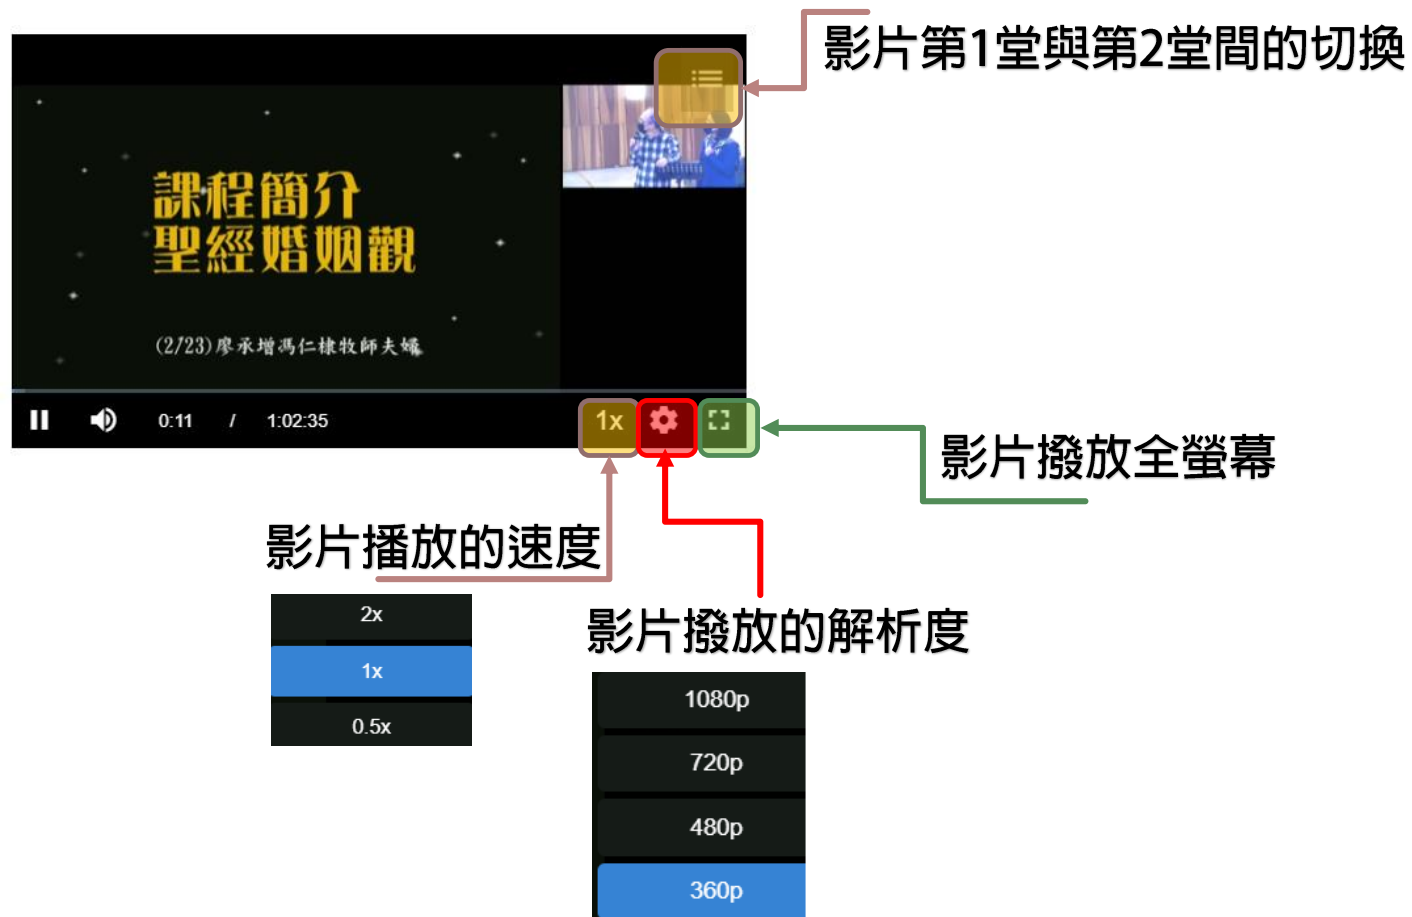 影片第1堂與第2堂間的切換
課程簡介
聖經婚姻觀
(2/23)廖承增馮仁棣牧師夫婦
0:11 / 1:02:35
1x
影片撥放全螢幕
影片播放的速度
2x
1x
0.5x
影片撥放的解析度
1080p
720p
480p
360p